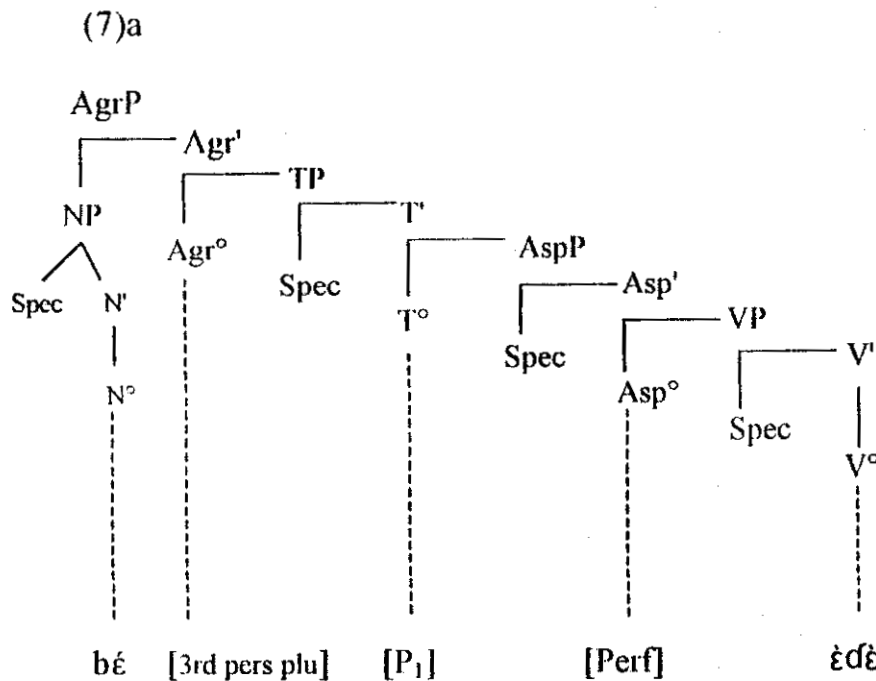 (7)a
AgrP
Agr'
TP
NP
T'
Agr°
AspP
Spec
N'
Spec
Asp'
T°
VP
Spec
V'
N°
Asp°
Spec
V°
bɛ́ [3rd pers plu] [P₁] [Perf] ɛ̀ɗɛ̀